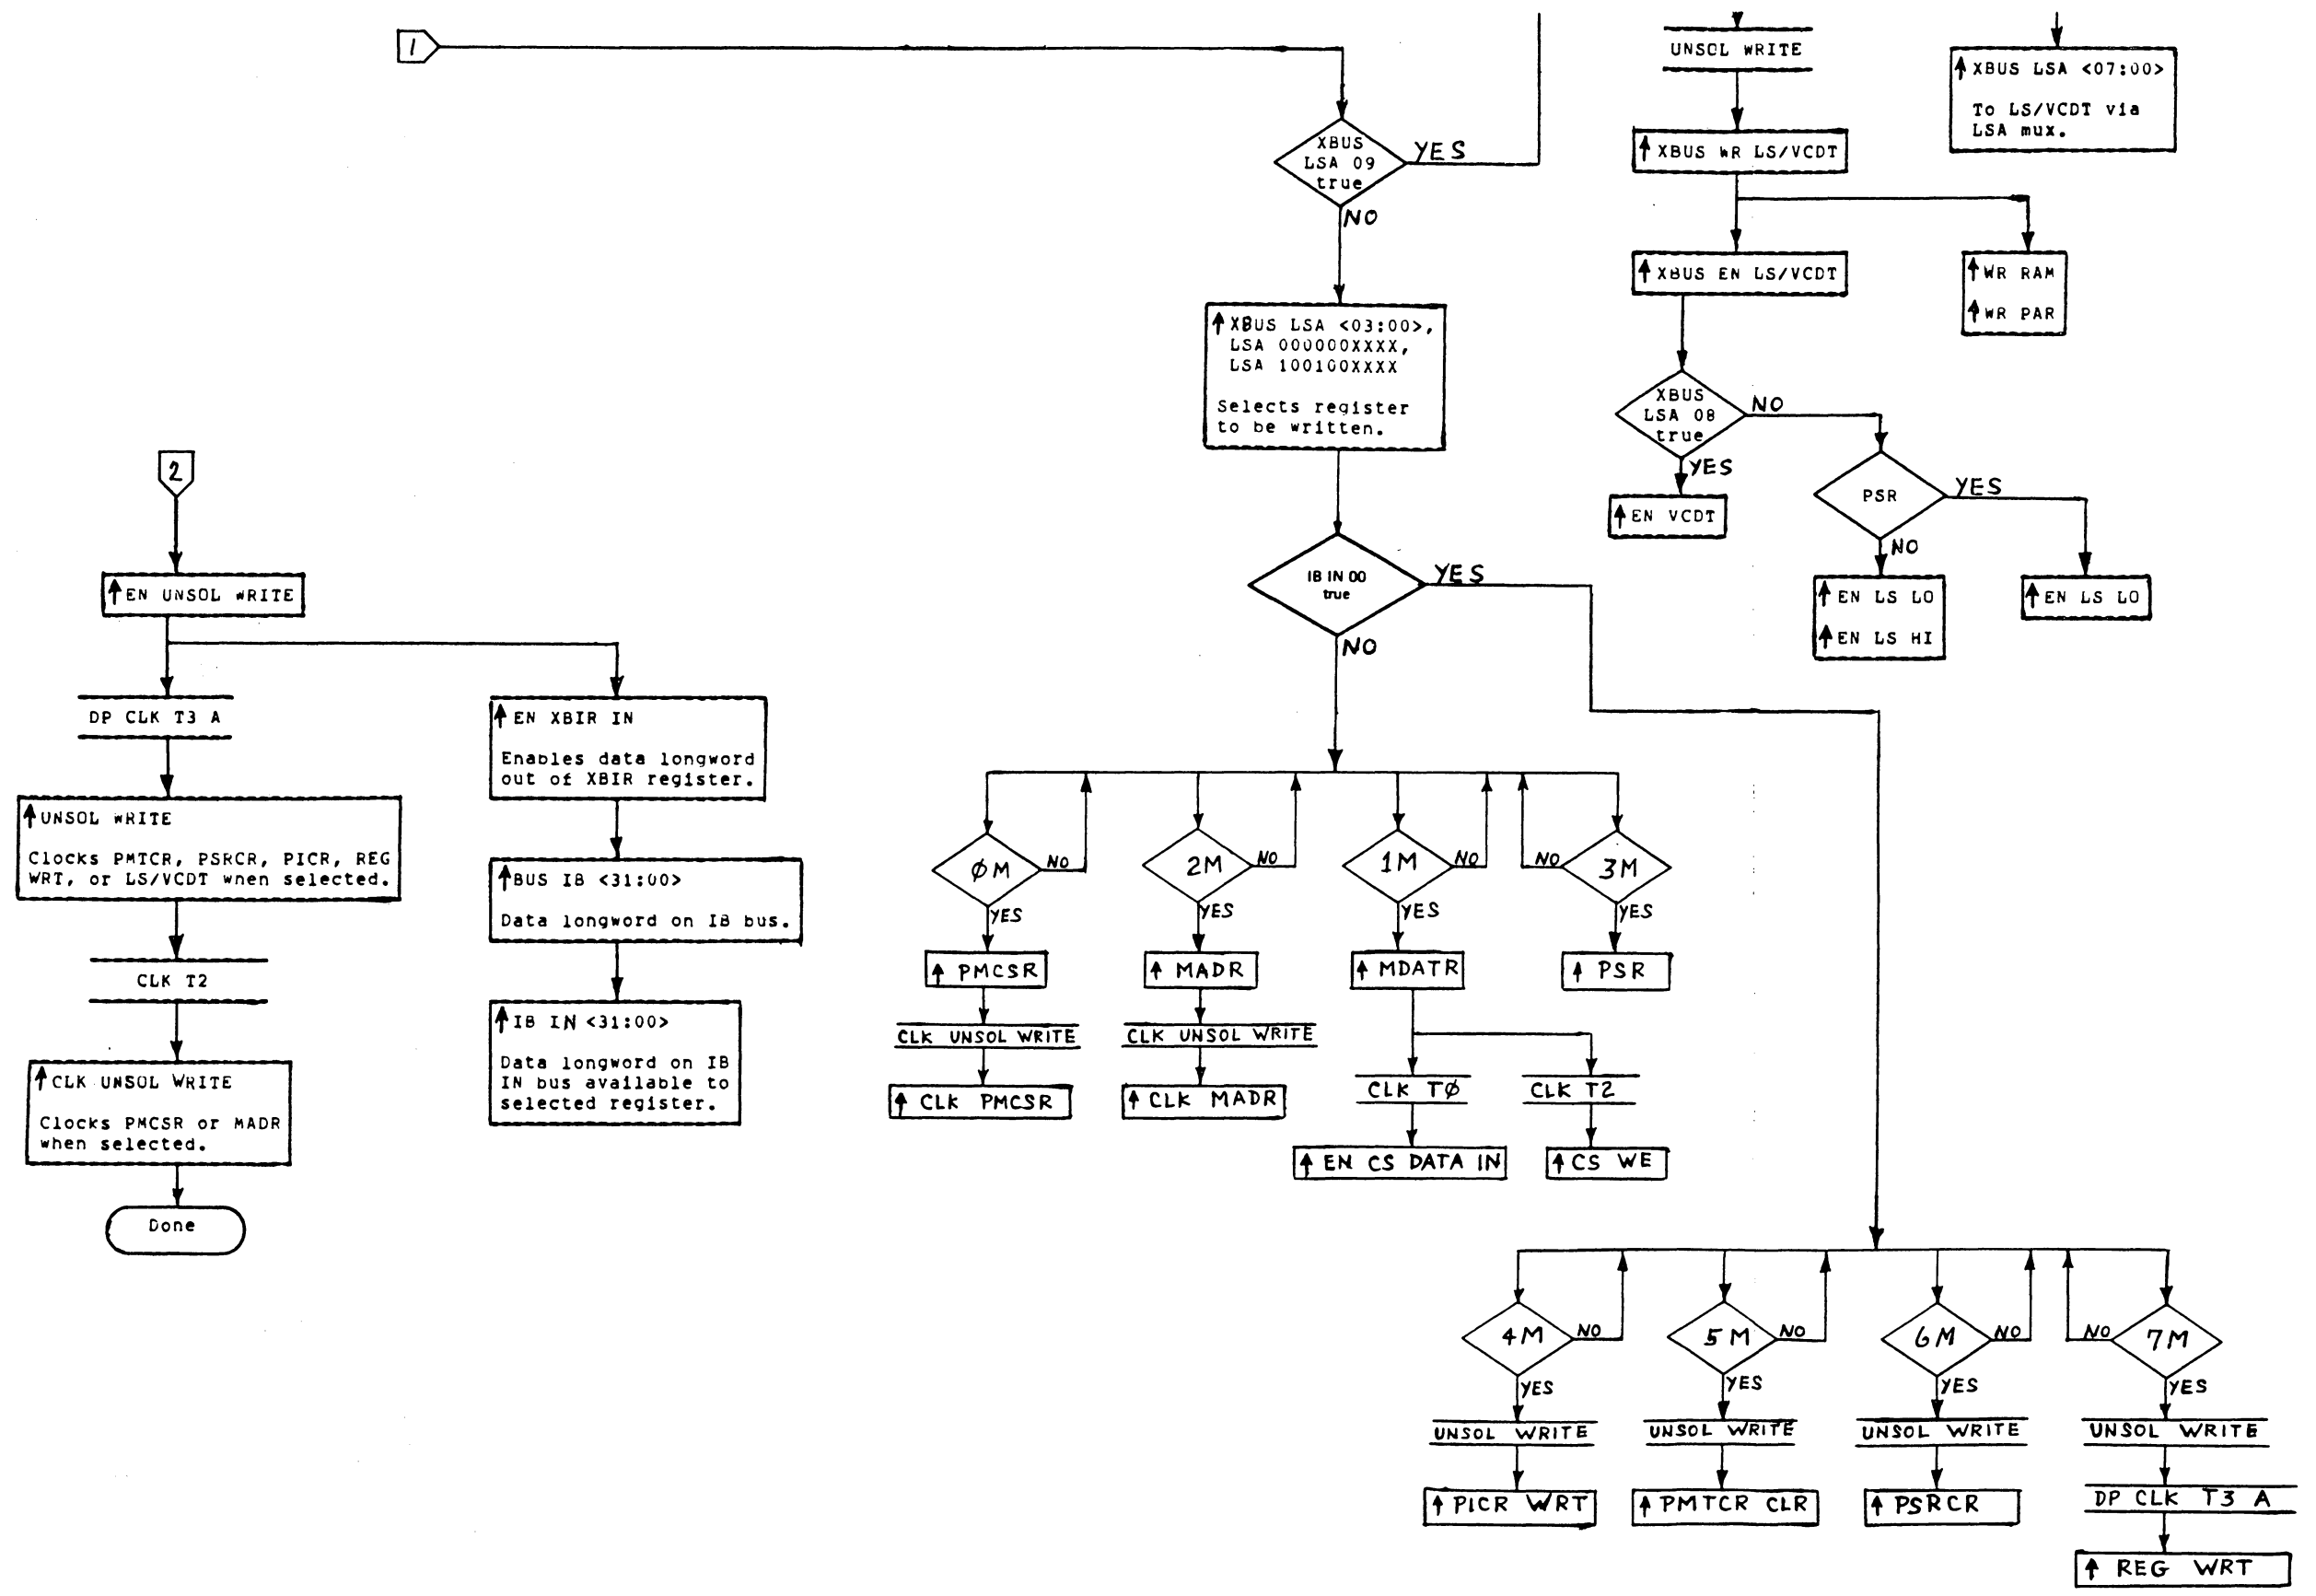 1
XBUS
LSA 09
true
YES
NO
↑XBUS LSA <03:00>,
LSA 000000XXXX,
LSA 100100XXXX
Selects register
to be written.
IB IN 00
true
YES
NO
UNSOL WRITE
↑XBUS WR LS/VCDT
↑XBUS EN LS/VCDT
↑WR RAM
↑WR PAR
XBUS
LSA 08
true
NO
YES
↑EN VCDT
PSR
YES
NO
↑EN LS LO
↑EN LS HI
↑EN LS LO
↑XBUS LSA <07:00>
To LS/VCDT via
LSA mux.
2
↑EN UNSOL WRITE
DP CLK T3 A
↑UNSOL WRITE
Clocks PMTCR, PSRCR, PICR, REG
WRT, or LS/VCDT when selected.
CLK T2
↑CLK UNSOL WRITE
Clocks PMCSR or MADR
when selected.
Done
↑EN XBIR IN
Enables data longword
out of XBIR register.
↑BUS IB <31:00>
Data longword on IB bus.
↑IB IN <31:00>
Data longword on IB
IN bus available to
selected register.
ØM
NO
YES
↑ PMCSR
CLK UNSOL WRITE
↑ CLK PMCSR
2M
NO
YES
↑ MADR
CLK UNSOL WRITE
↑ CLK MADR
1M
NO
YES
↑ MDATR
CLK TØ
↑ EN CS DATA IN
CLK T2
↑ CS WE
NO
3M
YES
↑ PSR
4M
NO
YES
UNSOL WRITE
↑ PICR WRT
5M
NO
YES
UNSOL WRITE
↑ PMTCR CLR
6M
NO
YES
UNSOL WRITE
↑ PSRCR
NO
7M
YES
UNSOL WRITE
DP CLK T3 A
↑ REG WRT